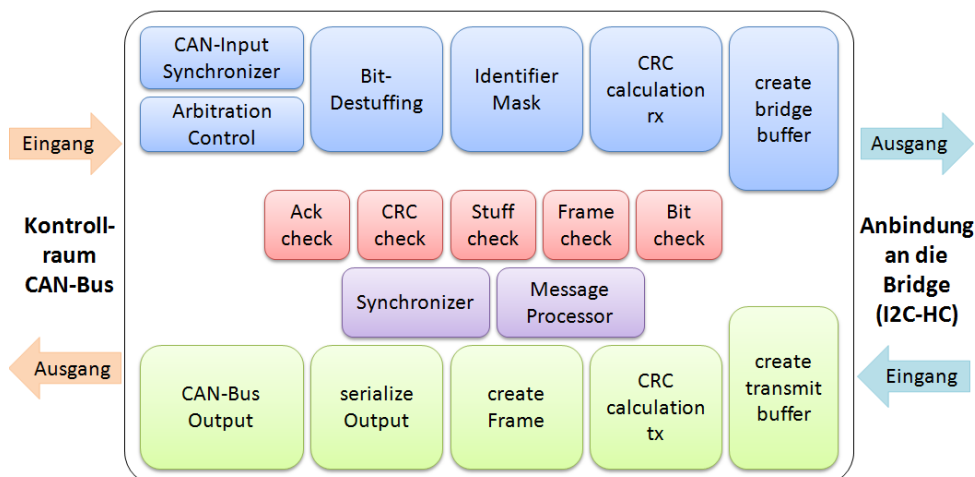 CAN-Input
Synchronizer
Arbitration
Control
Bit-
Destuffing
Identifier
Mask
CRC
calculation
rx
create
bridge
buffer
Eingang
Ausgang
Kontroll-
raum
CAN-Bus
Ack
check
CRC
check
Stuff
check
Frame
check
Bit
check
Anbindung
an die
Bridge
(I2C-HC)
Synchronizer
Message
Processor
Ausgang
Eingang
CAN-Bus
Output
serialize
Output
create
Frame
CRC
calculation
tx
create
transmit
buffer